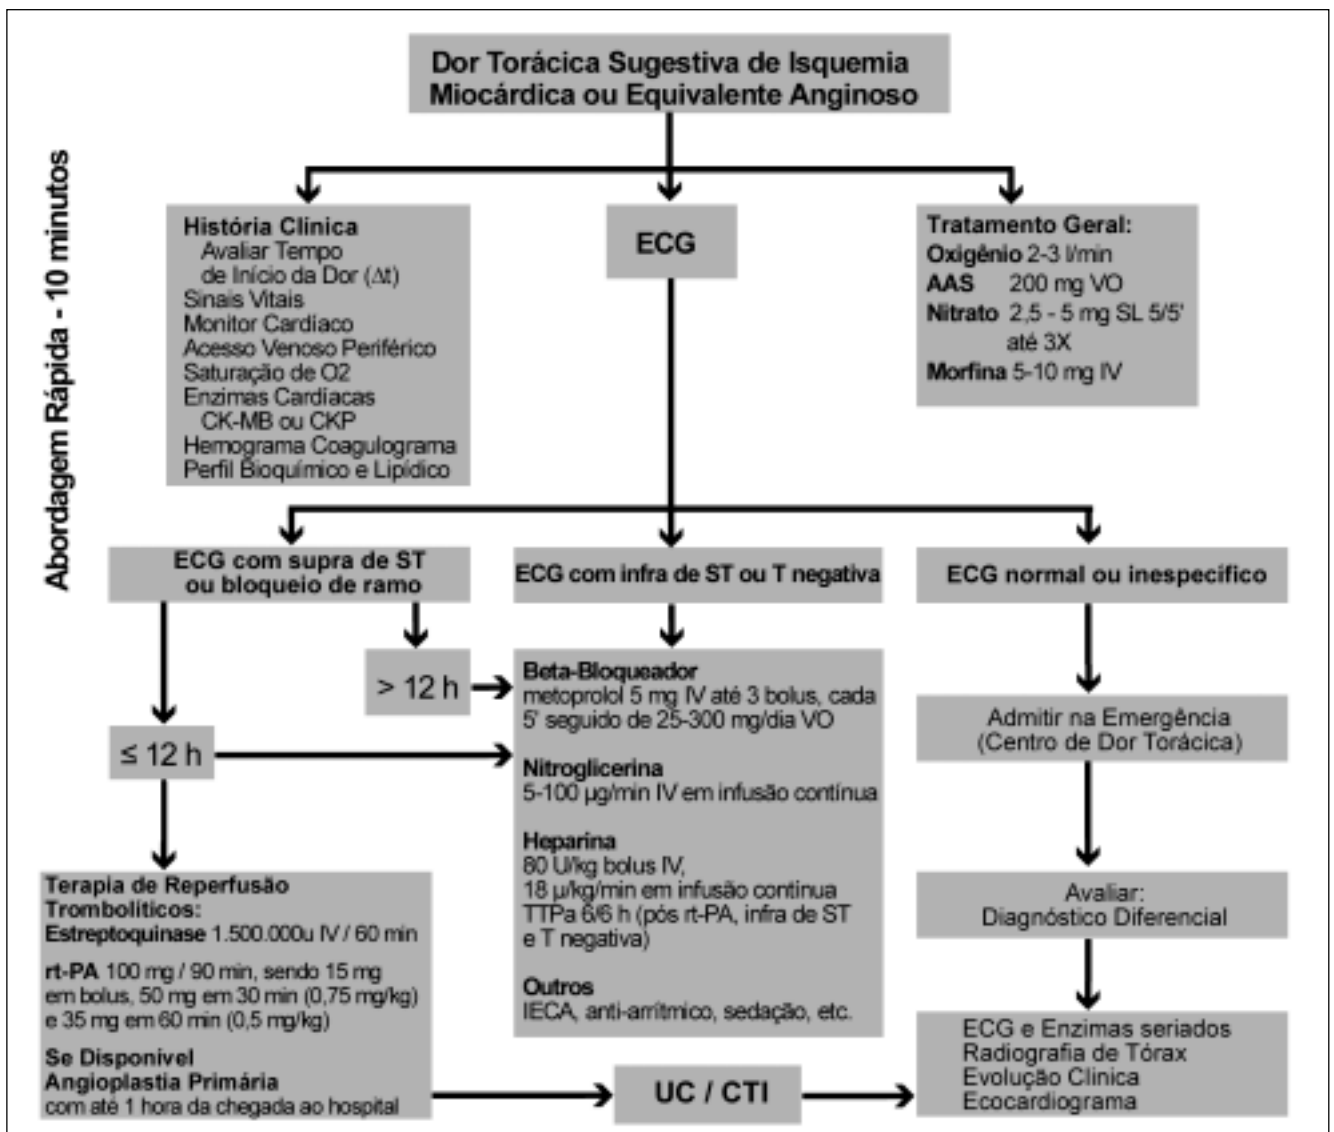 Dor Torácica Sugestiva de Isquemia
Miocárdica ou Equivalente Anginoso
Abordagem Rápida - 10 minutos
História Clínica
Avaliar Tempo
de Início da Dor (Δt)
Sinais Vitais
Monitor Cardíaco
Acesso Venoso Periférico
Saturação de O2
Enzimas Cardíacas
CK-MB ou CKP
Hemograma Coagulograma
Perfil Bioquímico e Lipídico
ECG
Tratamento Geral:
Oxigênio 2-3 l/min
AAS 200 mg VO
Nitrato 2,5 - 5 mg SL 5/5'
até 3X
Morfina 5-10 mg IV
ECG com supra de ST
ou bloqueio de ramo
ECG com infra de ST ou T negativa
ECG normal ou inespecífico
> 12 h
≤ 12 h
Beta-Bloqueador
metoprolol 5 mg IV até 3 bolus, cada
5' seguido de 25-300 mg/dia VO
Nitroglicerina
5-100 µg/min IV em infusão contínua
Heparina
80 U/kg bolus IV,
18 µ/kg/min em infusão contínua
TTPa 6/6 h (pós rt-PA, infra de ST
e T negativa)
Outros
IECA, anti-arrítmico, sedação, etc.
Admitir na Emergência
(Centro de Dor Torácica)
Avaliar:
Diagnóstico Diferencial
Terapia de Reperfusão
Trombolíticos:
Estreptoquinase 1.500.000u IV / 60 min
rt-PA 100 mg / 90 min, sendo 15 mg
em bolus, 50 mg em 30 min (0,75 mg/kg)
e 35 mg em 60 min (0,5 mg/kg)
Se Disponível
Angioplastia Primária
com até 1 hora da chegada ao hospital
UC / CTI
ECG e Enzimas seriados
Radiografia de Tórax
Evolução Clínica
Ecocardiograma